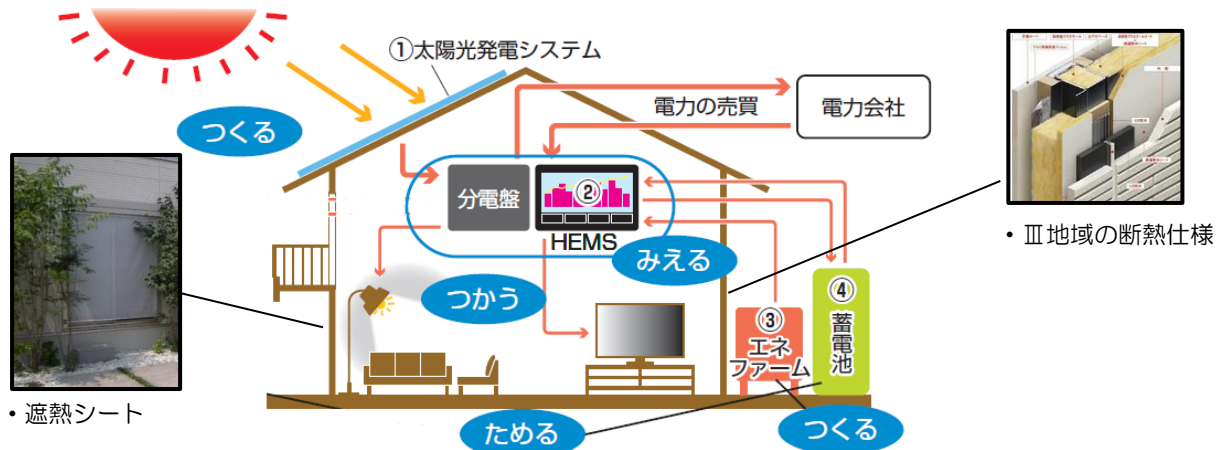 ①太陽光発電システム
つくる
電力の売買
電力会社
分電盤
②
HEMS
みえる
つかう
・Ⅲ地域の断熱仕様
③
エネ
ファーム
④
蓄電池
・遮熱シート
ためる
つくる